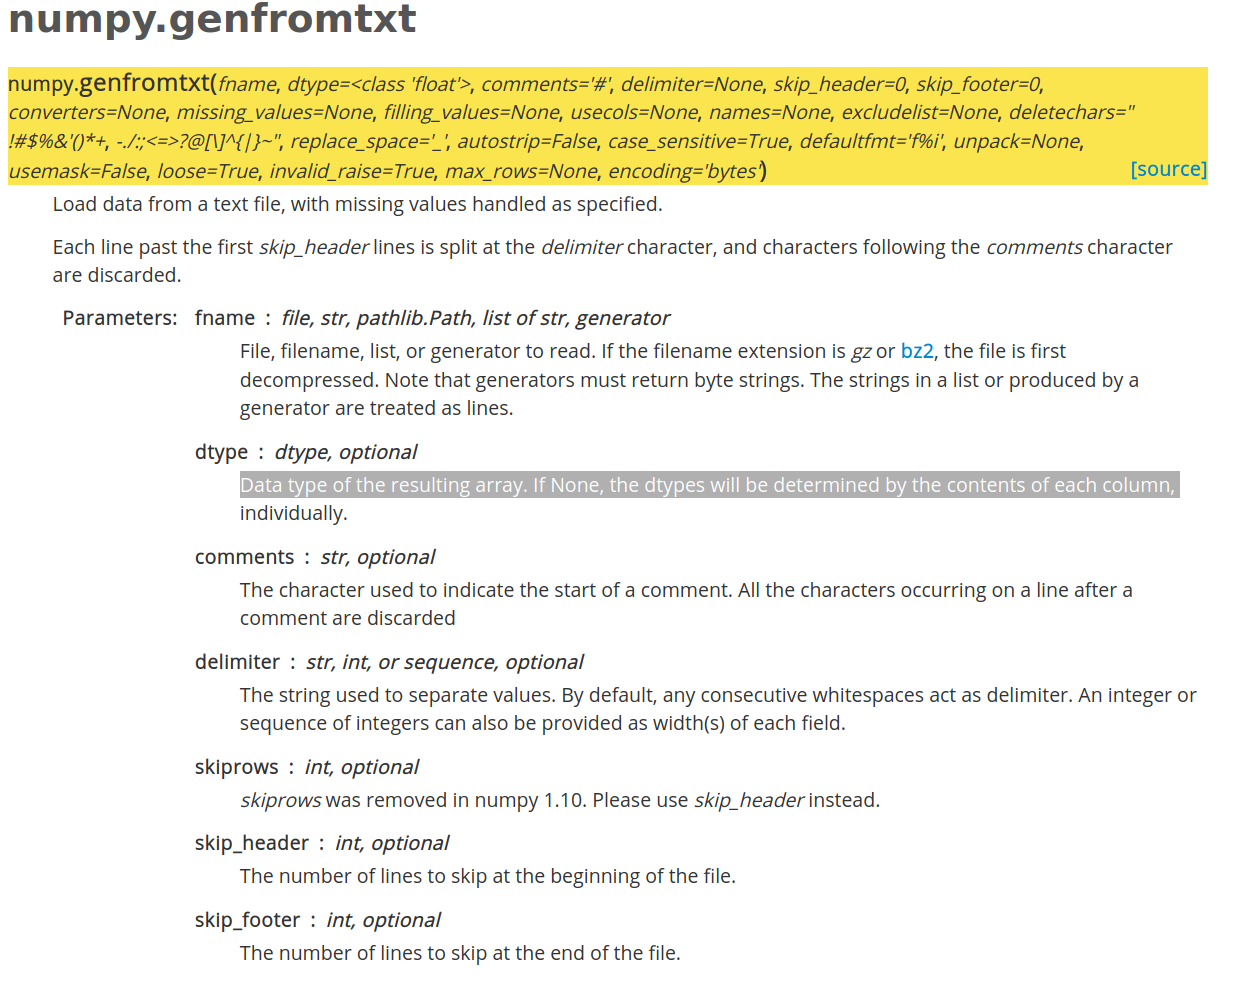 numpy.genfromtxt
numpy.genfromtxt(fname, dtype=<class 'float'>, comments='#', delimiter=None, skip_header=0, skip_footer=0,
converters=None, missing_values=None, filling_values=None, usecols=None, names=None, excludelist=None, deletechars="
!#$%&'()*+, -./:;<=>?@[\]^{|}~", replace_space='_', autostrip=False, case_sensitive=True, defaultfmt='f%i', unpack=None,
usemask=False, loose=True, invalid_raise=True, max_rows=None, encoding='bytes') [source]
Load data from a text file, with missing values handled as specified.
Each line past the first skip_header lines is split at the delimiter character, and characters following the comments character
are discarded.
Parameters: fname : file, str, pathlib.Path, list of str, generator
File, filename, list, or generator to read. If the filename extension is gz or bz2, the file is first
decompressed. Note that generators must return byte strings. The strings in a list or produced by a
generator are treated as lines.
dtype : dtype, optional
Data type of the resulting array. If None, the dtypes will be determined by the contents of each column,
individually.
comments : str, optional
The character used to indicate the start of a comment. All the characters occurring on a line after a
comment are discarded
delimiter : str, int, or sequence, optional
The string used to separate values. By default, any consecutive whitespaces act as delimiter. An integer or
sequence of integers can also be provided as width(s) of each field.
skiprows : int, optional
skiprows was removed in numpy 1.10. Please use skip_header instead.
skip_header : int, optional
The number of lines to skip at the beginning of the file.
skip_footer : int, optional
The number of lines to skip at the end of the file.